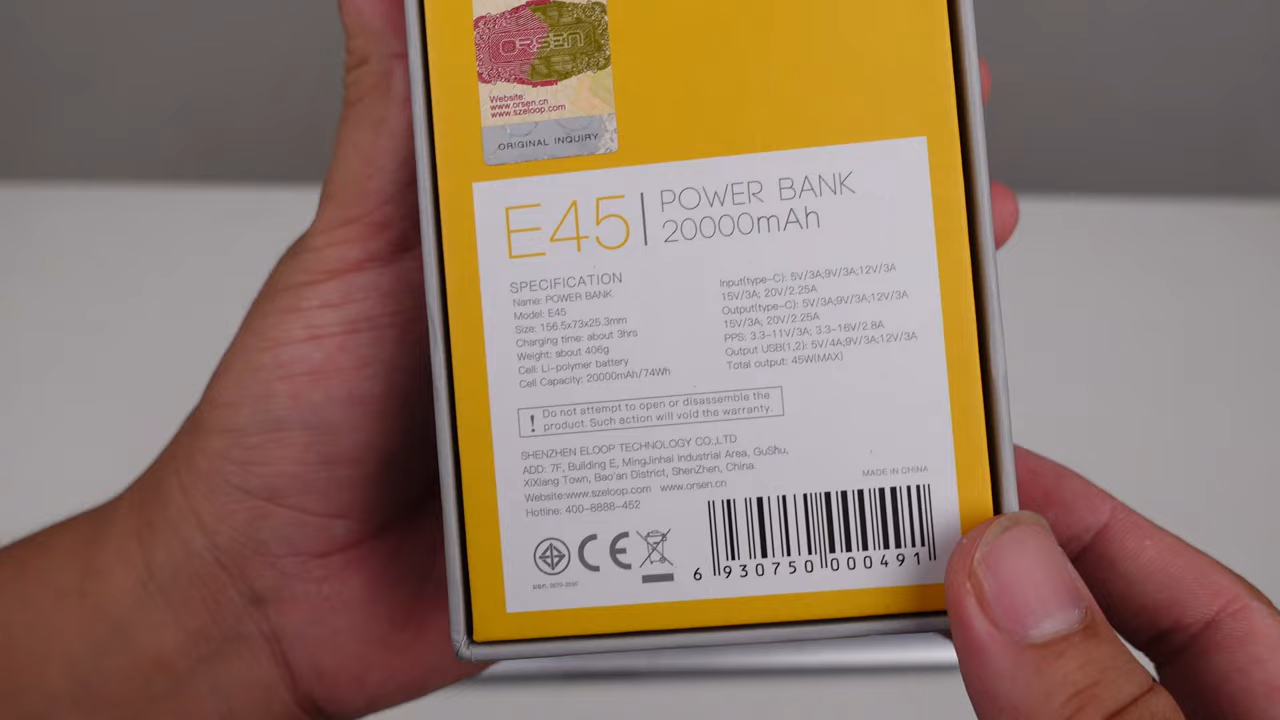 ORSEN
Website:
www.orsen.cn
www.szeloop.com
ORIGINAL INQUIRY
E45
POWER BANK
20000mAh
SPECIFICATION
Name: POWER BANK
Model: E45
Size: 156.5x73x25.3mm
Charging time: about 3hrs
Weight: about 406g
Cell: Li-polymer battery
Cell Capacity: 20000mAh/74Wh
Input(type-C): 5V/3A;9V/3A;12V/3A
15V/3A; 20V/2.25A
Output(type-C): 5V/3A;9V/3A;12V/3A
15V/3A; 20V/2.25A
PPS: 3.3-11V/3A; 3.3-16V/2.8A
Output USB(1,2): 5V/4A;9V/3A;12V/3A
Total output: 45W(MAX)
! Do not attempt to open or disassemble the
product. Such action will void the warranty.
SHENZHEN ELOOP TECHNOLOGY CO.,LTD
ADD: 7F, Building E, MingJinhai Industrial Area, GuShu,
XiXiang Town, Bao'an District, ShenZhen, China.
Website:www.szeloop.com www.orsen.cn
Hotline: 400-8888-452
MADE IN CHINA
CE
6 930750 000491